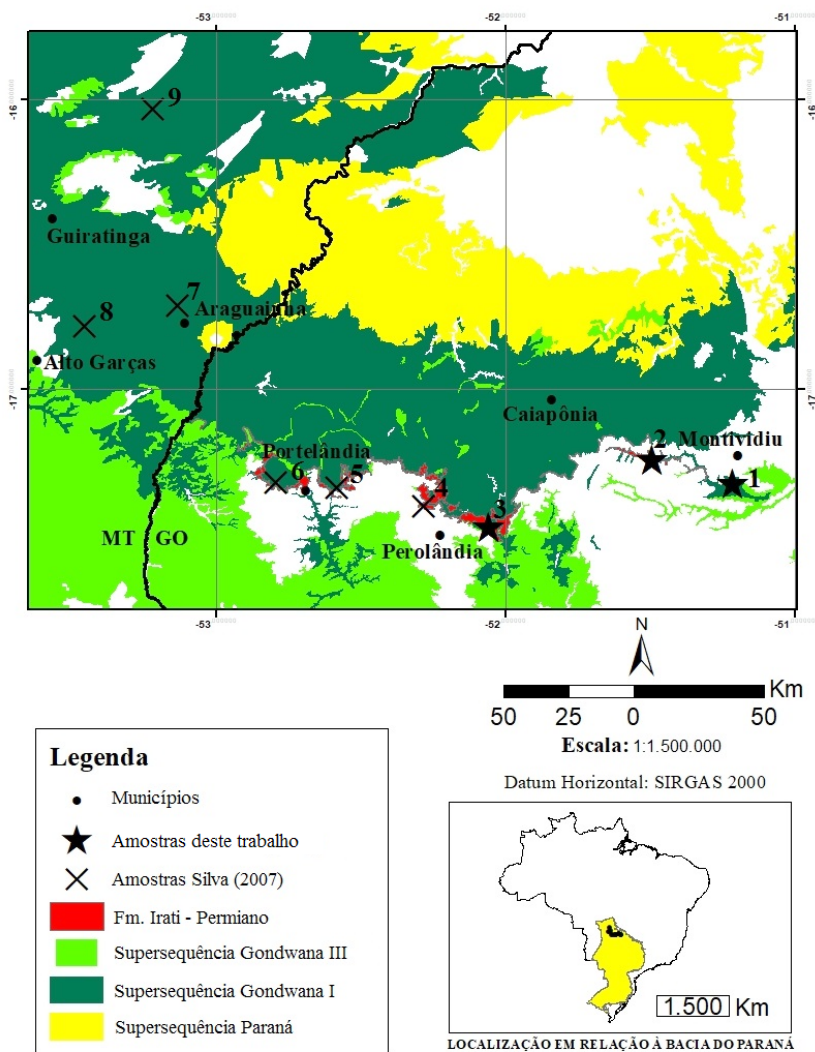 -53
-52
-51
-16
-16
9
Guiratinga
7
8
Araguainha
Alto Garças
-17
-17
Caiapônia
Portelândia
2
Montividiu
6
5
1
4
3
MT GO
Perolândia
-53
-52
-51
N
Km
50 25 0 50
Escala: 1:1.500.000
Datum Horizontal: SIRGAS 2000
Legenda
Municípios
Amostras deste trabalho
Amostras Silva (2007)
Fm. Irati - Permiano
Supersequência Gondwana III
Supersequência Gondwana I
Supersequência Paraná
1.500 Km
LOCALIZAÇÃO EM RELAÇÃO À BACIA DO PARANÁ